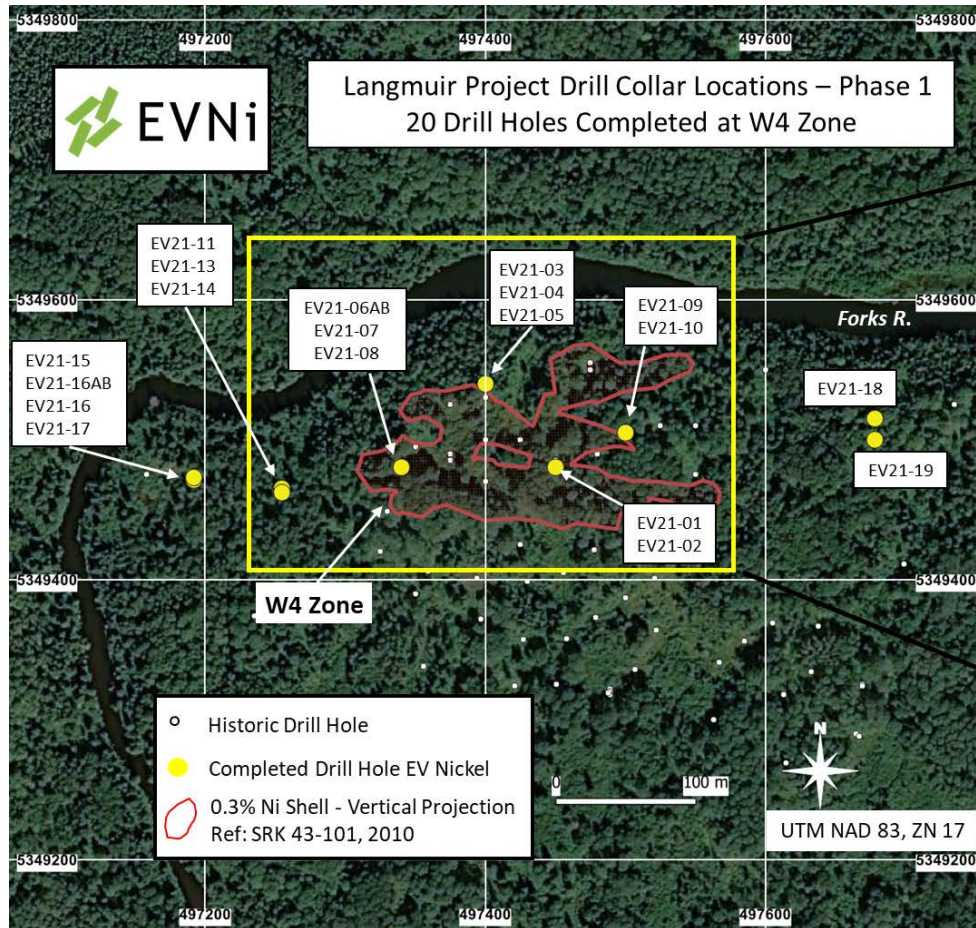 5349800
5349800
497200
497400
497600
EVNi
Langmuir Project Drill Collar Locations – Phase 1
20 Drill Holes Completed at W4 Zone
EV21-11
EV21-13
EV21-14
EV21-03
EV21-04
EV21-05
EV21-06AB
EV21-07
EV21-08
EV21-09
EV21-10
5349600
5349600
Forks R.
EV21-15
EV21-16AB
EV21-16
EV21-17
EV21-18
EV21-19
EV21-01
EV21-02
5349400
5349400
W4 Zone
Historic Drill Hole
Completed Drill Hole EV Nickel
0.3% Ni Shell - Vertical Projection
Ref: SRK 43-101, 2010
0
100 m
N
UTM NAD 83, ZN 17
5349200
5349200
497200
497400
497600